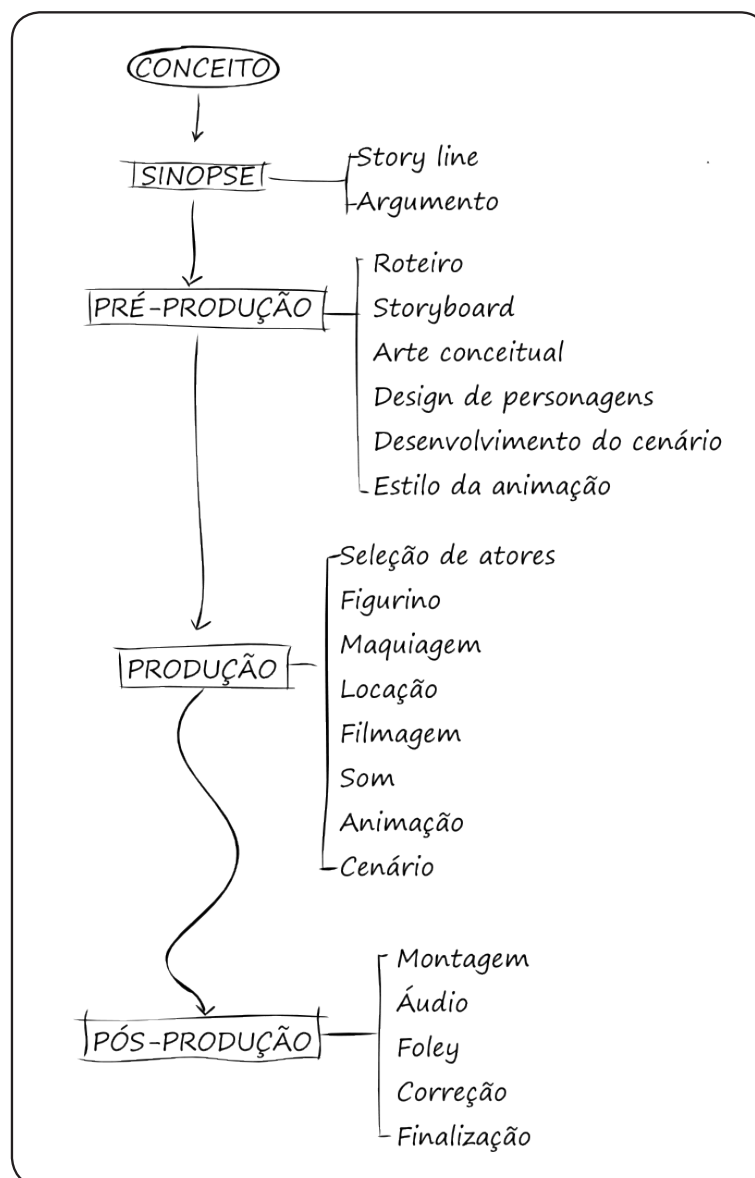 CONCEITO
SINOPSE
Story line
Argumento
PRÉ-PRODUÇÃO
Roteiro
Storyboard
Arte conceitual
Design de personagens
Desenvolvimento do cenário
Estilo da animação
PRODUÇÃO
Seleção de atores
Figurino
Maquiagem
Locação
Filmagem
Som
Animação
Cenário
PÓS-PRODUÇÃO
Montagem
Áudio
Foley
Correção
Finalização